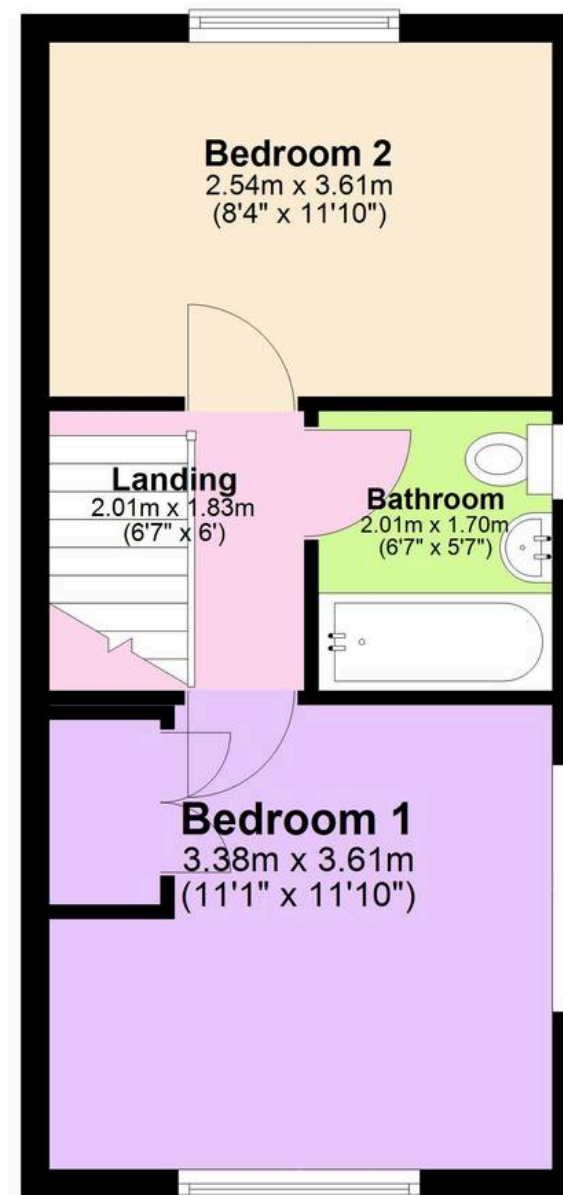 Bedroom 2
2.54m x 3.61m
(8'4" x 11'10")
Landing
2.01m x 1.83m
(6'7" x 6')
Bathroom
2.01m x 1.70m
(6'7" x 5'7")
Bedroom 1
3.38m x 3.61m
(11'1" x 11'10")